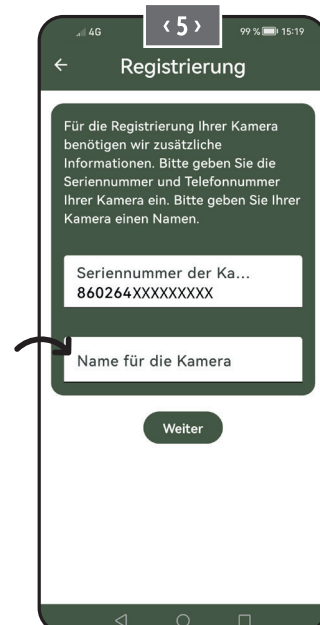 4G
‹ 5 ›
99 % 15:19
← Registrierung
Für die Registrierung Ihrer Kamera
benötigen wir zusätzliche
Informationen. Bitte geben Sie die
Seriennummer und Telefonnummer
Ihrer Kamera ein. Bitte geben Sie Ihrer
Kamera einen Namen.
Seriennummer der Ka...
860264XXXXXXXXX
Name für die Kamera
Weiter